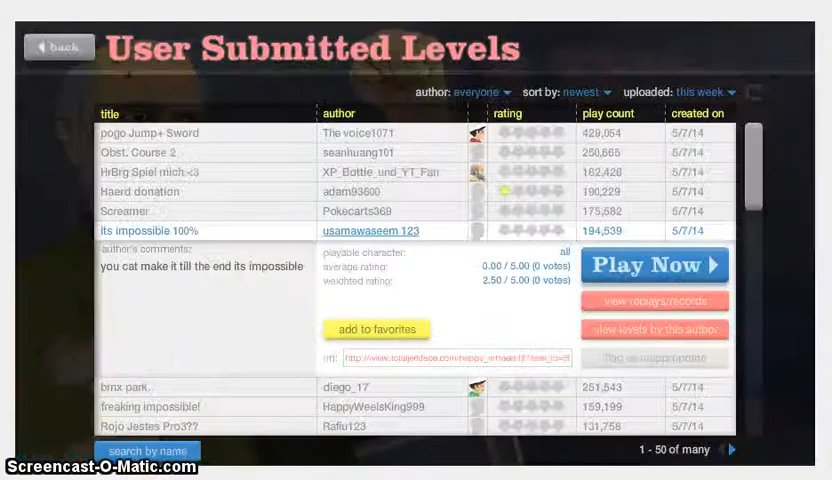 back
User Submitted Levels
author: everyone sort by: newest uploaded: this week
title author rating play count created on
pogo Jump+ Sword The voice1071 429,054 5/7/14
Obst. Course 2 seanhuang101 250,665 5/7/14
HrBrg Spiel mich <3 XP_Bottle_und_YT_Fan 162,428 5/7/14
Haerd donation adam93600 190,229 5/7/14
Screamer Pokecarts369 175,582 5/7/14
Its impossible 100% usamawaseem 123 194,539 5/7/14
author's comments:
you cat make it till the end its impossible
playable character: all
average rating: 0.00 / 5.00 (0 votes)
weighted rating: 2.50 / 5.00 (0 votes)
Play Now
view replays/records
add to favorites
view levels by this author
url:
flag as inappropriate
bmx park. diego_17 251,543 5/7/14
freaking impossible! HappyWeelsKing999 159,199 5/7/14
Rojo Jestes Pro3?? Rafiu123 131,758 5/7/14
search by name
1 - 50 of many
Screencast-O-Matic.com